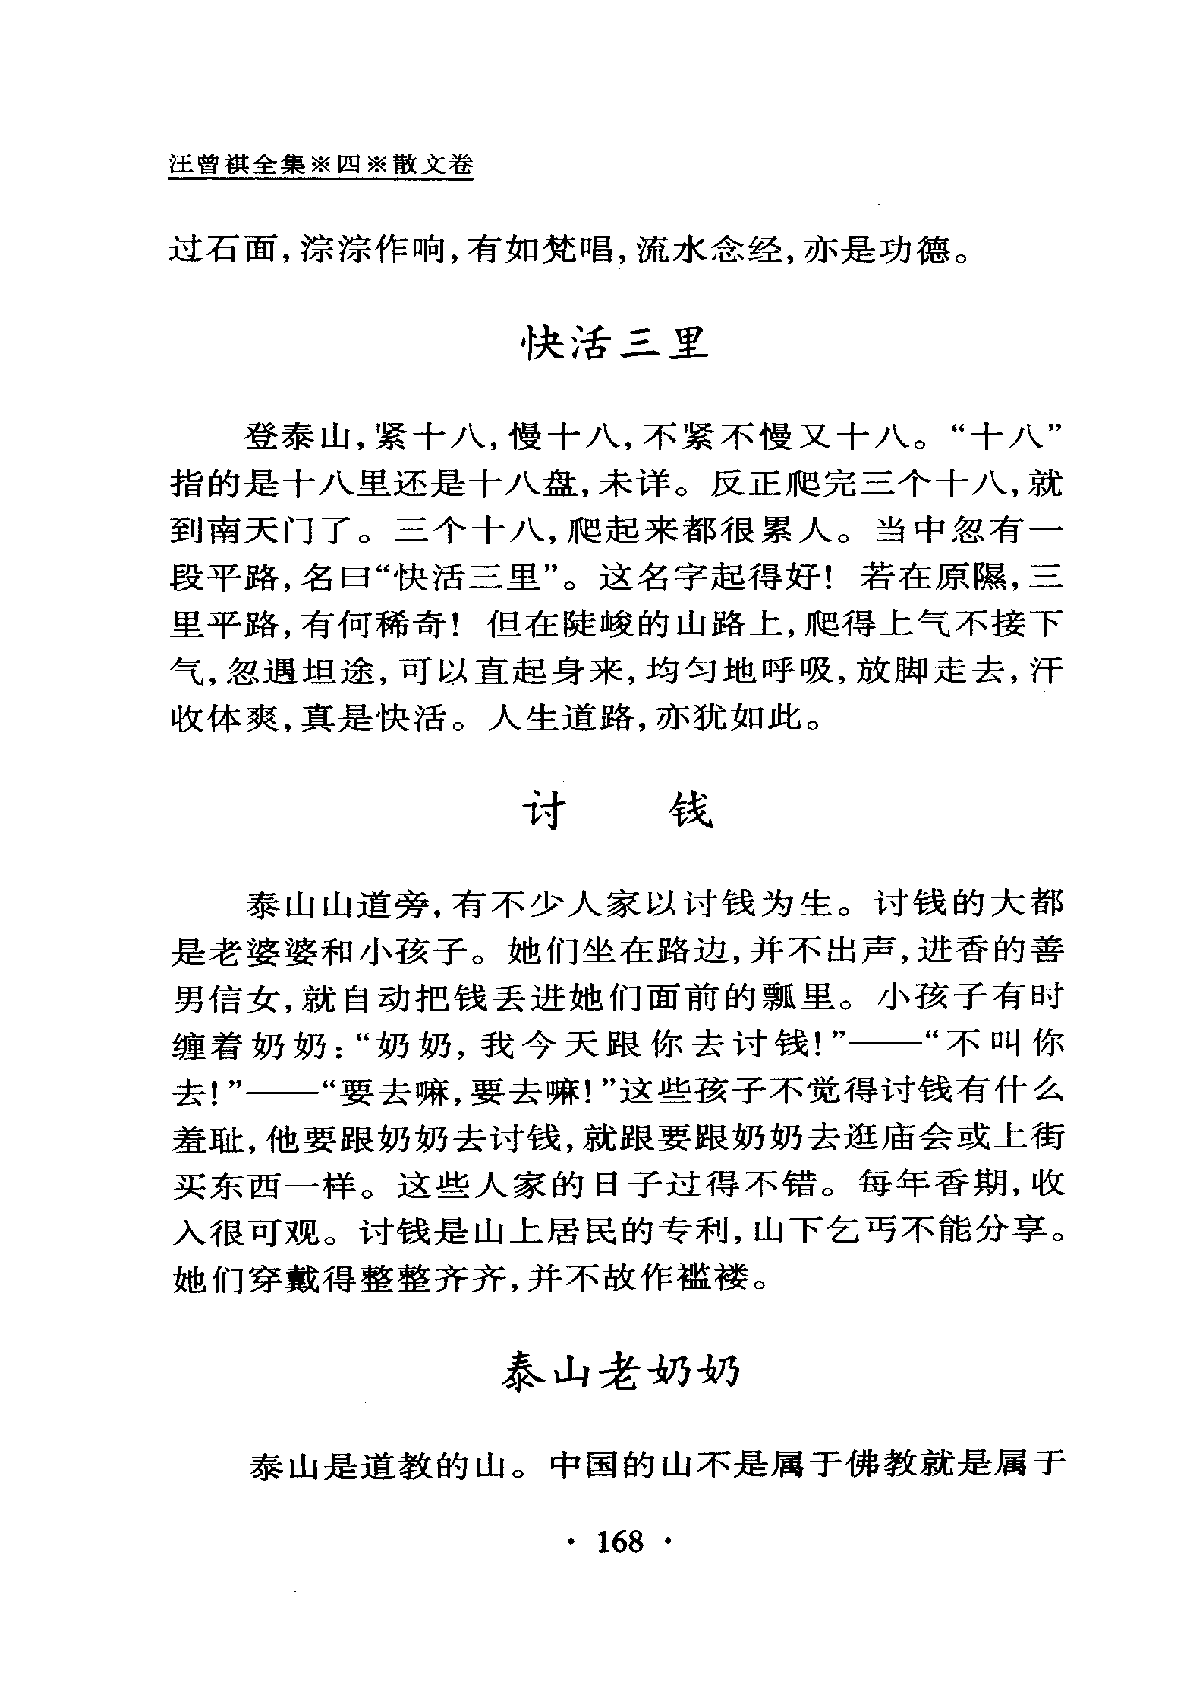 汪曾祺全集※四※散文卷
过石面,淙淙作响,有如梵唱,流水念经,亦是功德。
快活三里
登泰山,紧十八,慢十八,不紧不慢又十八。“十八”
指的是十八里还是十八盘,未详。反正爬完三个十八,就
到南天门了。三个十八,爬起来都很累人。当中忽有一
段平路,名曰“快活三里”。这名字起得好!若在原隰,三
里平路,有何稀奇!但在陡峻的山路上,爬得上气不接下
气,忽遇坦途,可以直起身来,均匀地呼吸,放脚走去,汗
收体爽,真是快活。人生道路,亦犹如此。
讨 钱
泰山山道旁,有不少人家以讨钱为生。讨钱的大都
是老婆婆和小孩子。她们坐在路边,并不出声,进香的善
男信女,就自动把钱丢进她们面前的瓢里。小孩子有时
缠着奶奶:“奶奶,我今天跟你去讨钱!”——“不叫你
去!”——“要去嘛,要去嘛!”这些孩子不觉得讨钱有什么
羞耻,他要跟奶奶去讨钱,就跟要跟奶奶去逛庙会或上街
买东西一样。这些人家的日子过得不错。每年香期,收
入很可观。讨钱是山上居民的专利,山下乞丐不能分享。
她们穿戴得整整齐齐,并不故作褴褛。
泰山老奶奶
泰山是道教的山。中国的山不是属于佛教就是属于
· 168 ·